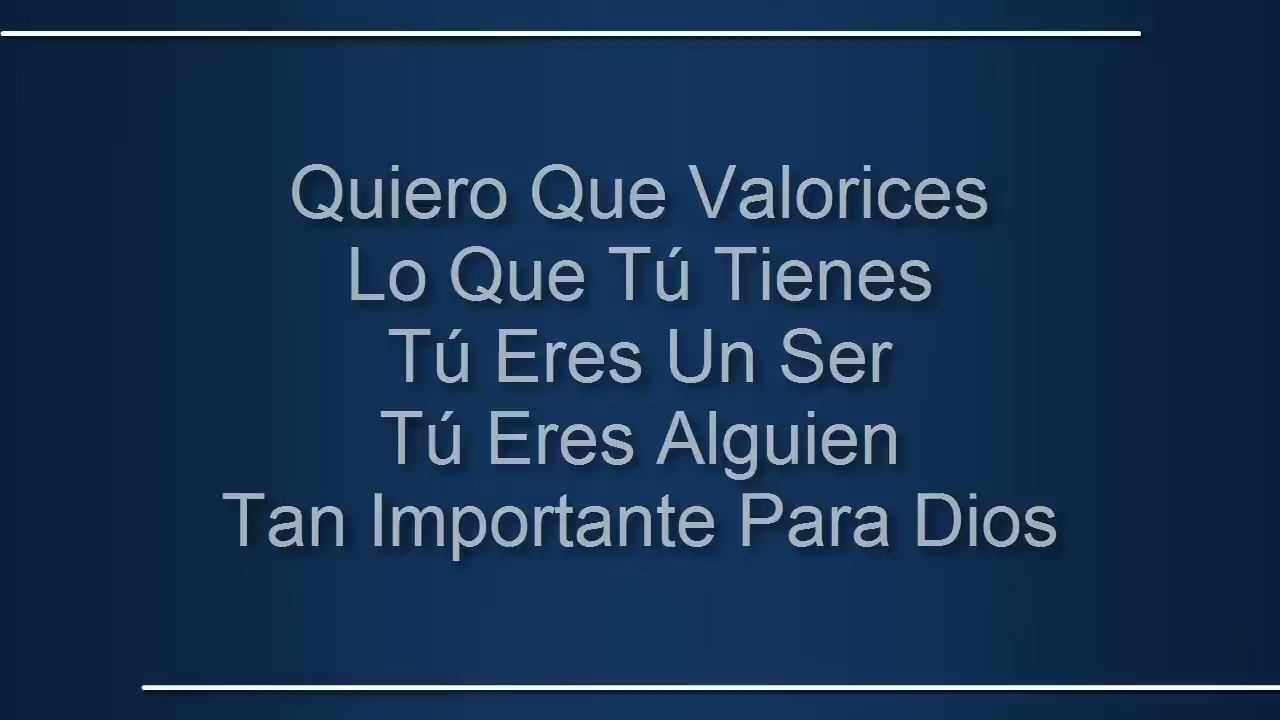 Quiero Que Valorices
Lo Que Tú Tienes
Tú Eres Un Ser
Tú Eres Alguien
Tan Importante Para Dios